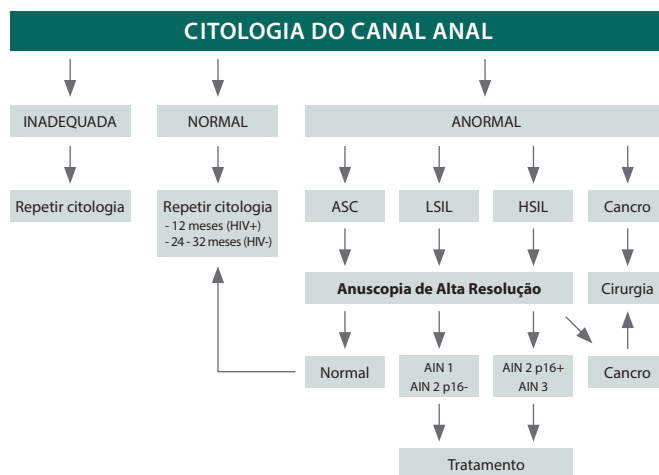 CITOLOGIA DO CANAL ANAL
INADEQUADA
NORMAL
ANORMAL
Repetir citologia
Repetir citologia
- 12 meses (HIV+)
- 24 - 32 meses (HIV-)
ASC
LSIL
HSIL
Cancro
Anuscopia de Alta Resolução
Cirurgia
Normal
AIN 1
AIN 2 p16-
AIN 2 p16+
AIN 3
Cancro
Tratamento